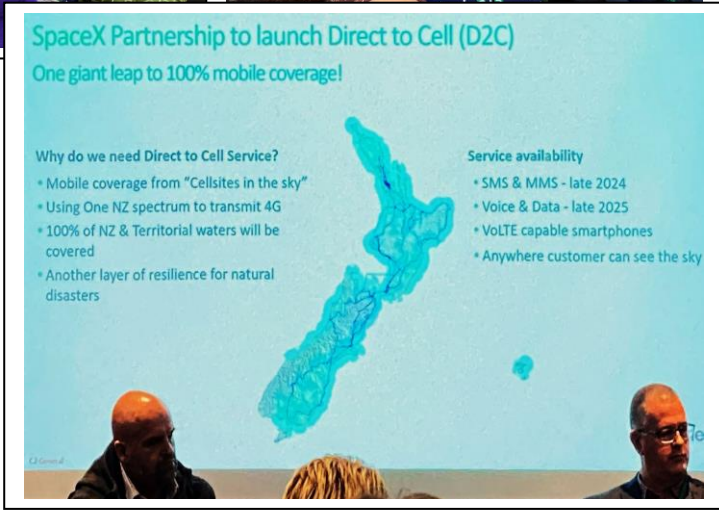 SpaceX Partnership to launch Direct to Cell (D2C)
One giant leap to 100% mobile coverage!
Why do we need Direct to Cell Service?
• Mobile coverage from "Cellsites in the sky"
• Using One NZ spectrum to transmit 4G
• 100% of NZ & Territorial waters will be
covered
• Another layer of resilience for natural
disasters
Service availability
• SMS & MMS - late 2024
• Voice & Data - late 2025
• VoLTE capable smartphones
• Anywhere customer can see the sky